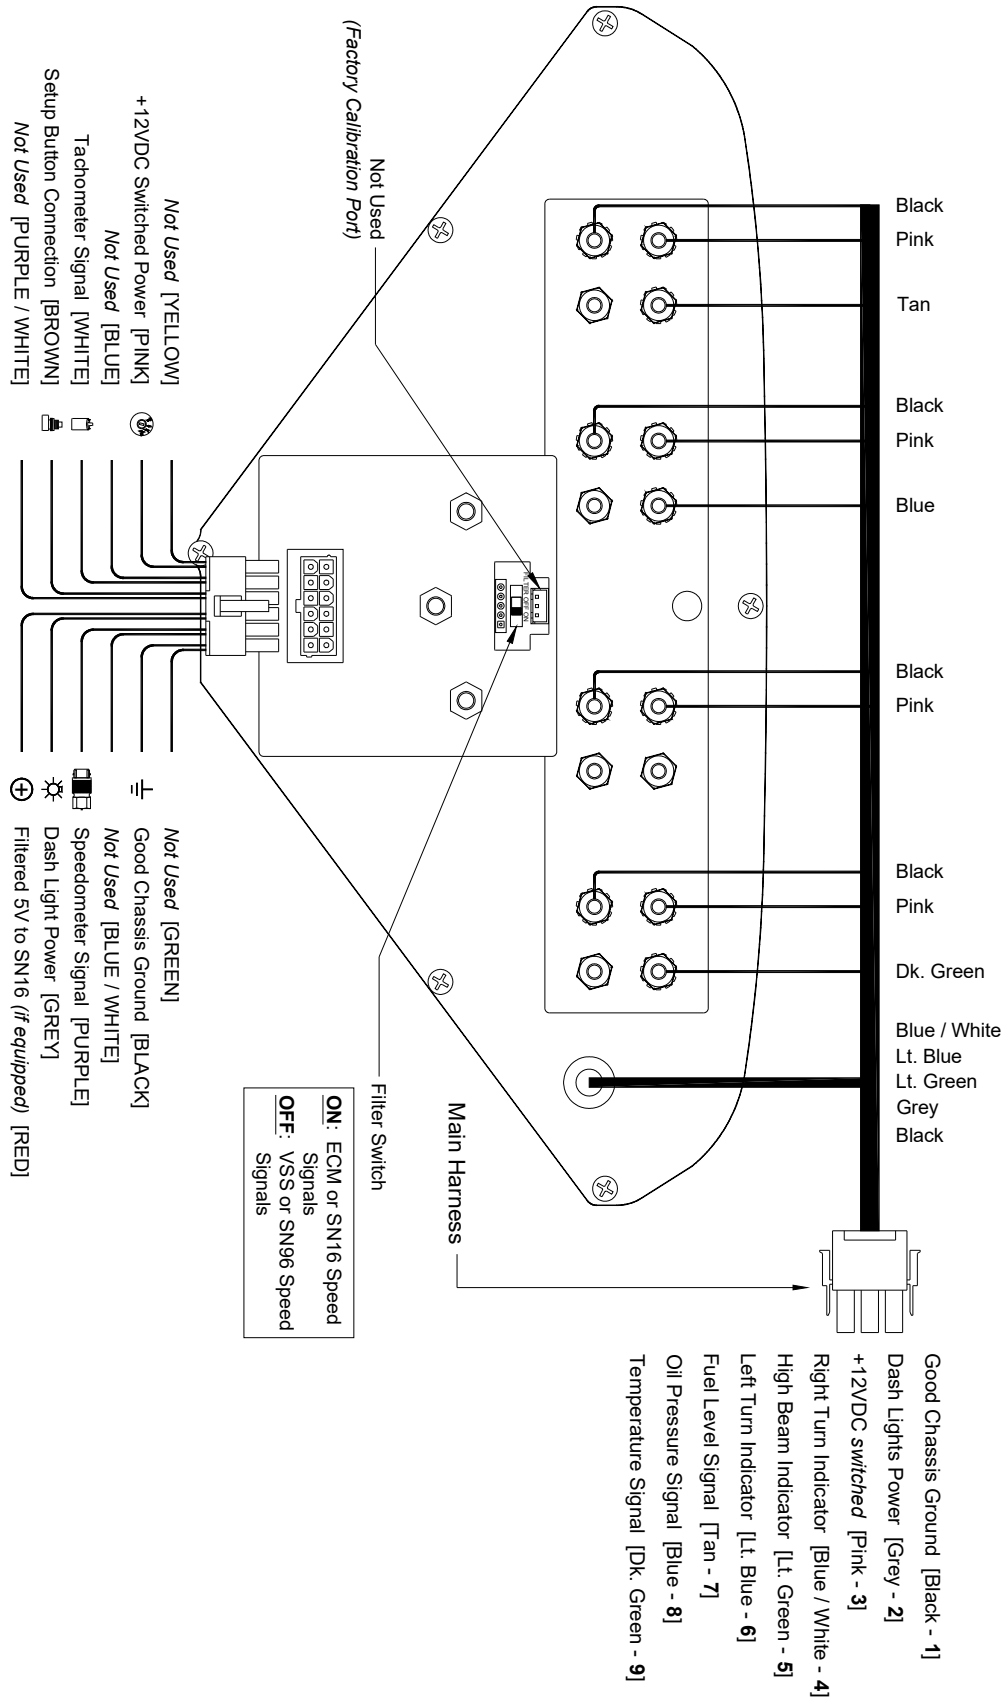 Black
Pink
Tan
Black
Pink
Blue
Black
Pink
Black
Pink
Dk. Green
Blue / White
Lt. Blue
Lt. Green
Grey
Black
Not Used
(Factory Calibration Port)
FILTER OFF ON
Filter Switch
ON: ECM or SN16 Speed
Signals
OFF: VSS or SN96 Speed
Signals
Main Harness
Good Chassis Ground [Black - 1]
Dash Lights Power [Grey - 2]
+12VDC switched [Pink - 3]
Right Turn Indicator [Blue / White - 4]
High Beam Indicator [Lt. Green - 5]
Left Turn Indicator [Lt. Blue - 6]
Fuel Level Signal [Tan - 7]
Oil Pressure Signal [Blue - 8]
Temperature Signal [Dk. Green - 9]
Not Used [YELLOW]
+12VDC Switched Power [PINK]
Not Used [BLUE]
Tachometer Signal [WHITE]
Setup Button Connection [BROWN]
Not Used [PURPLE / WHITE]
Not Used [GREEN]
Good Chassis Ground [BLACK]
Not Used [BLUE / WHITE]
Speedometer Signal [PURPLE]
Dash Light Power [GREY]
Filtered 5V to SN16 (if equipped) [RED]